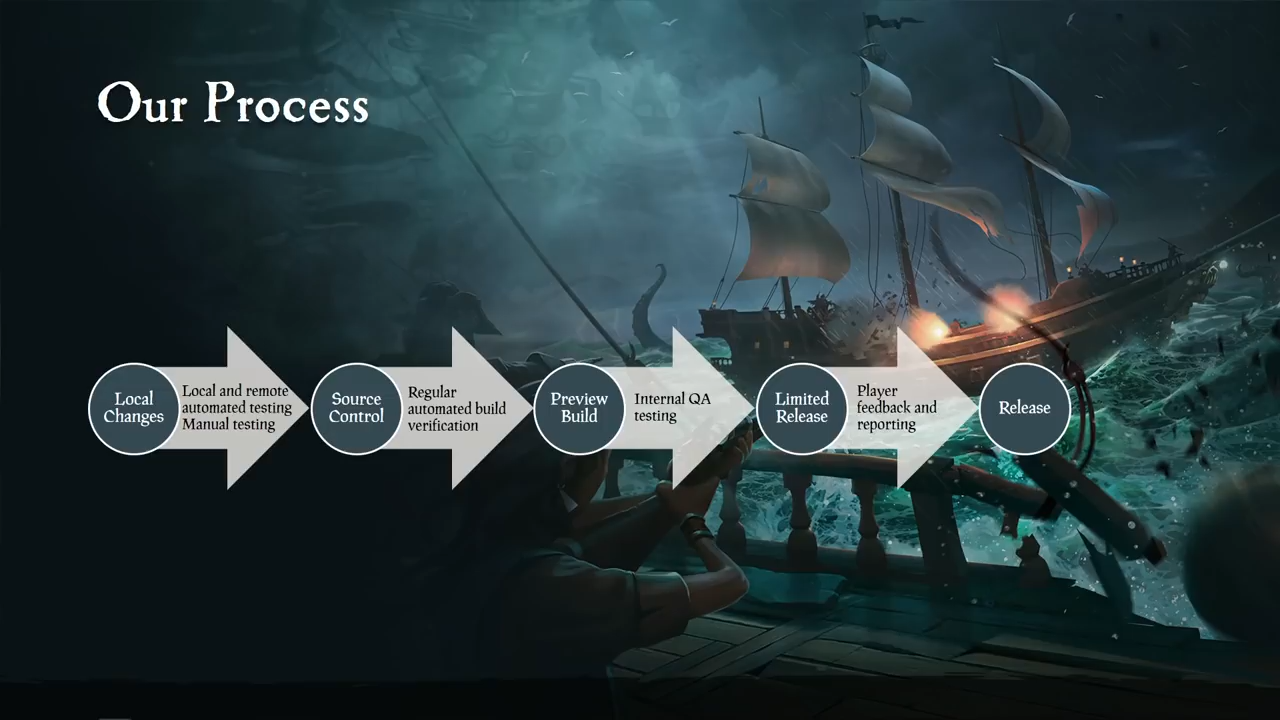 Our Process
Local
Changes
Local and remote
automated testing
Manual testing
Source
Control
Regular
automated build
verification
Preview
Build
Internal QA
testing
Limited
Release
Player
feedback and
reporting
Release